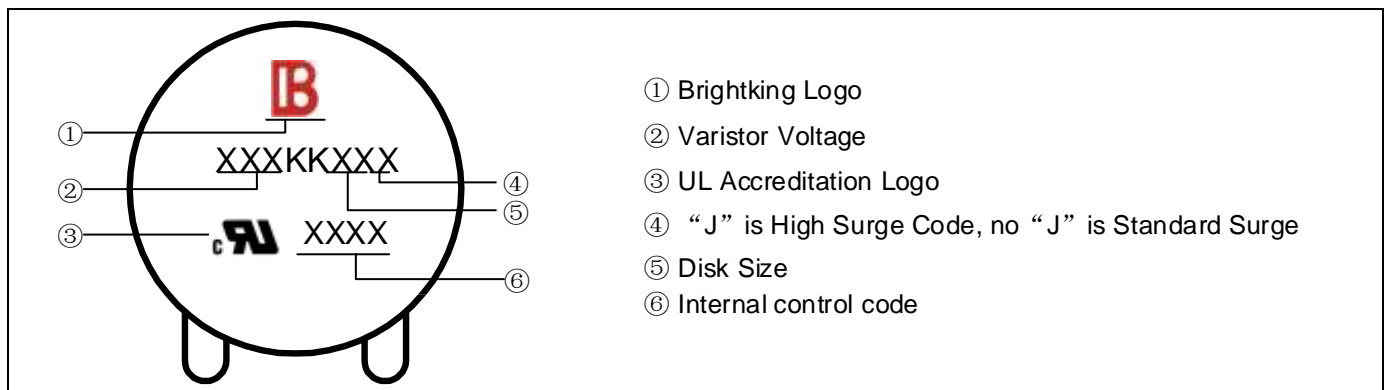 B
① Brightking Logo
① 
② Varistor Voltage
XXXKKXXX
② 
④
③ UL Accreditation Logo
⑤
④ “J” is High Surge Code, no “J” is Standard Surge
③ 
c RU XXXX
⑤ Disk Size
⑥
⑥ Internal control code